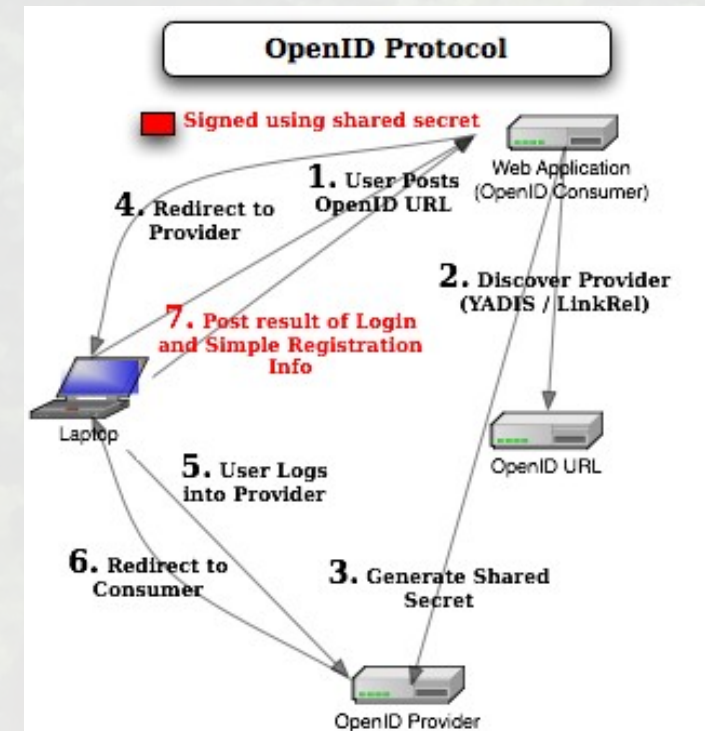 OpenID Protocol
Signed using shared secret
Web Application
(OpenID Consumer)
1. User Posts
OpenID URL
4. Redirect to
Provider
2. Discover Provider
(YADIS / LinkRel)
7. Post result of Login
and Simple Registration
Info
Laptop
OpenID URL
5. User Logs
into Provider
6. Redirect to
Consumer
3. Generate Shared
Secret
OpenID Provider